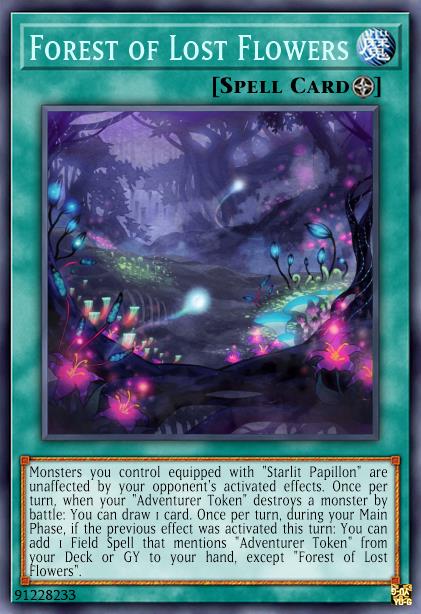 Forest of Lost Flowers
魔
[Spell Card]
Monsters you control equipped with "Starlit Papillon" are
unaffected by your opponent's activated effects. Once per
turn, when your "Adventurer Token" destroys a monster by
battle: You can draw 1 card. Once per turn, during your Main
Phase, if the previous effect was activated this turn: You can
add 1 Field Spell that mentions "Adventurer Token" from
your Deck or GY to your hand, except "Forest of Lost
Flowers".
91228233